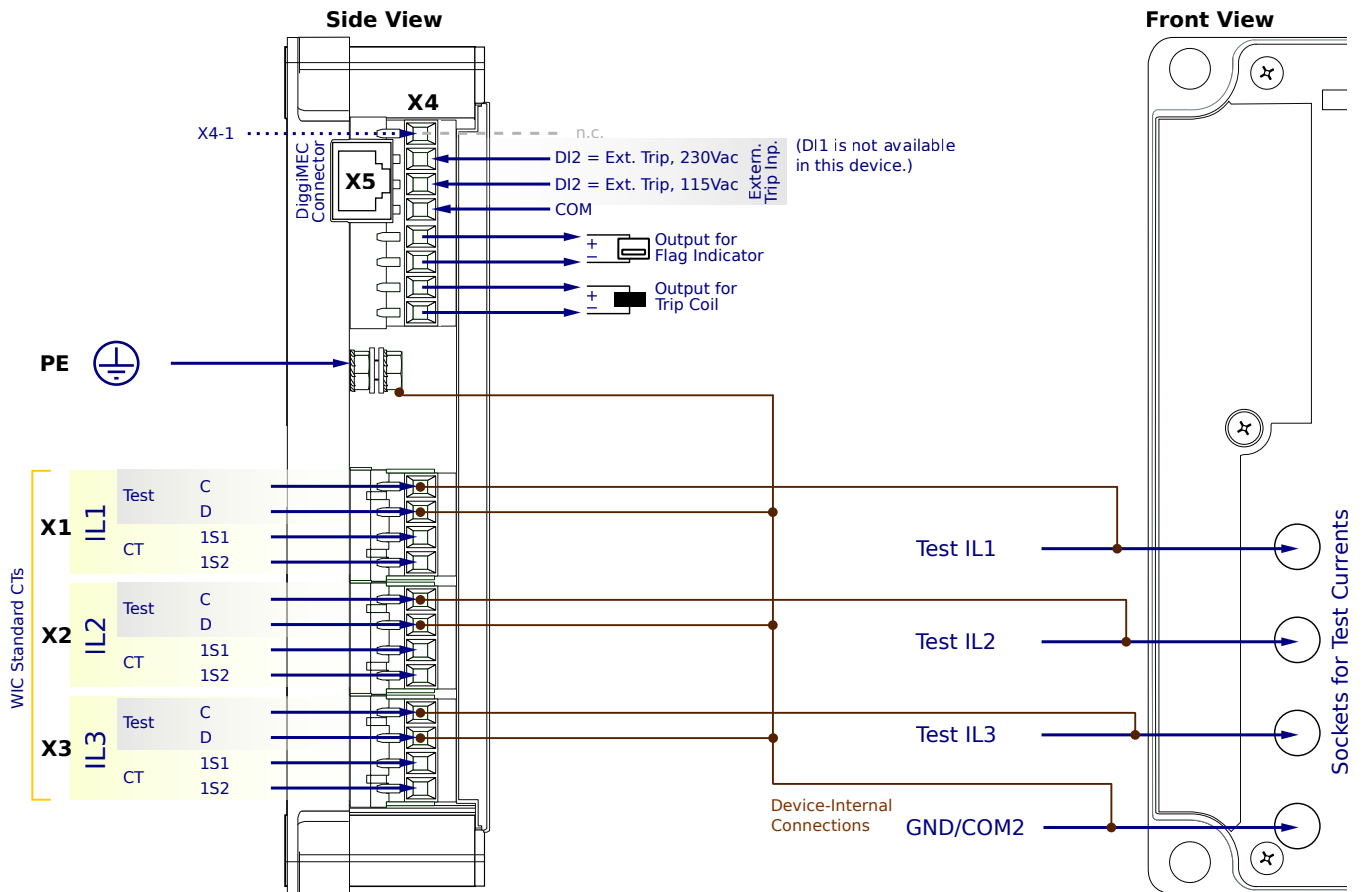 Side View
Front View
X4
X4-1
n.c.
DiggiMEC
Connector
X5
DI2 = Ext. Trip, 230Vac
DI2 = Ext. Trip, 115Vac
Extern.
Trip Inp.
(DI1 is not available
in this device.)
COM
+
−
Output for
Flag Indicator
+
−
Output for
Trip Coil
PE
WIC Standard CTs
X1
IL1
Test
C
D
CT
1S1
1S2
X2
IL2
Test
C
D
CT
1S1
1S2
X3
IL3
Test
C
D
CT
1S1
1S2
Test IL1
Test IL2
Test IL3
Device-Internal
Connections
GND/COM2
Sockets for Test Currents